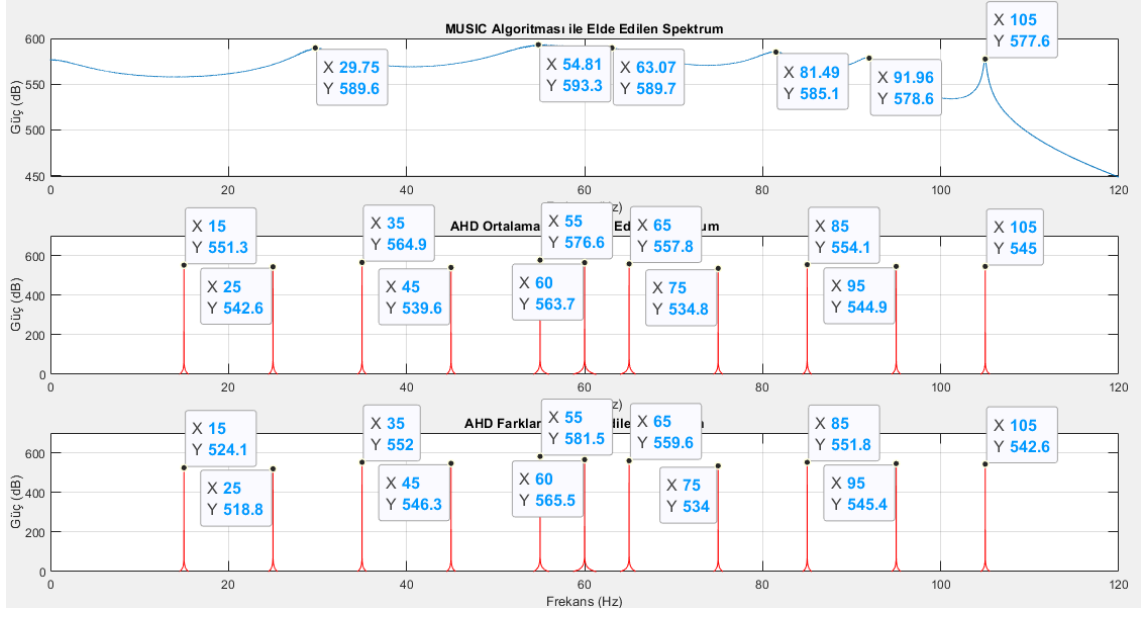 MUSIC Algoritması ile Elde Edilen Spektrum
Güç (dB)
600
550
500
450
X 29.75
Y 589.6
X 54.81
Y 593.3
X 63.07
Y 589.7
X 81.49
Y 585.1
X 91.96
Y 578.6
X 105
Y 577.6
0 20 40 60 80 100 120
AHD Ortalama
Güç (dB)
600
400
200
0
X 15
Y 551.3
X 25
Y 542.6
X 35
Y 564.9
X 45
Y 539.6
X 55
Y 576.6
X 60
Y 563.7
X 65
Y 557.8
X 75
Y 534.8
X 85
Y 554.1
X 95
Y 544.9
X 105
Y 545
0 20 40 60 80 100 120
AHD
Güç (dB)
600
400
200
0
X 15
Y 524.1
X 25
Y 518.8
X 35
Y 552
X 45
Y 546.3
X 55
Y 581.5
X 60
Y 565.5
X 65
Y 559.6
X 75
Y 534
X 85
Y 551.8
X 95
Y 545.4
X 105
Y 542.6
0 20 40 60 80 100 120
Frekans (Hz)